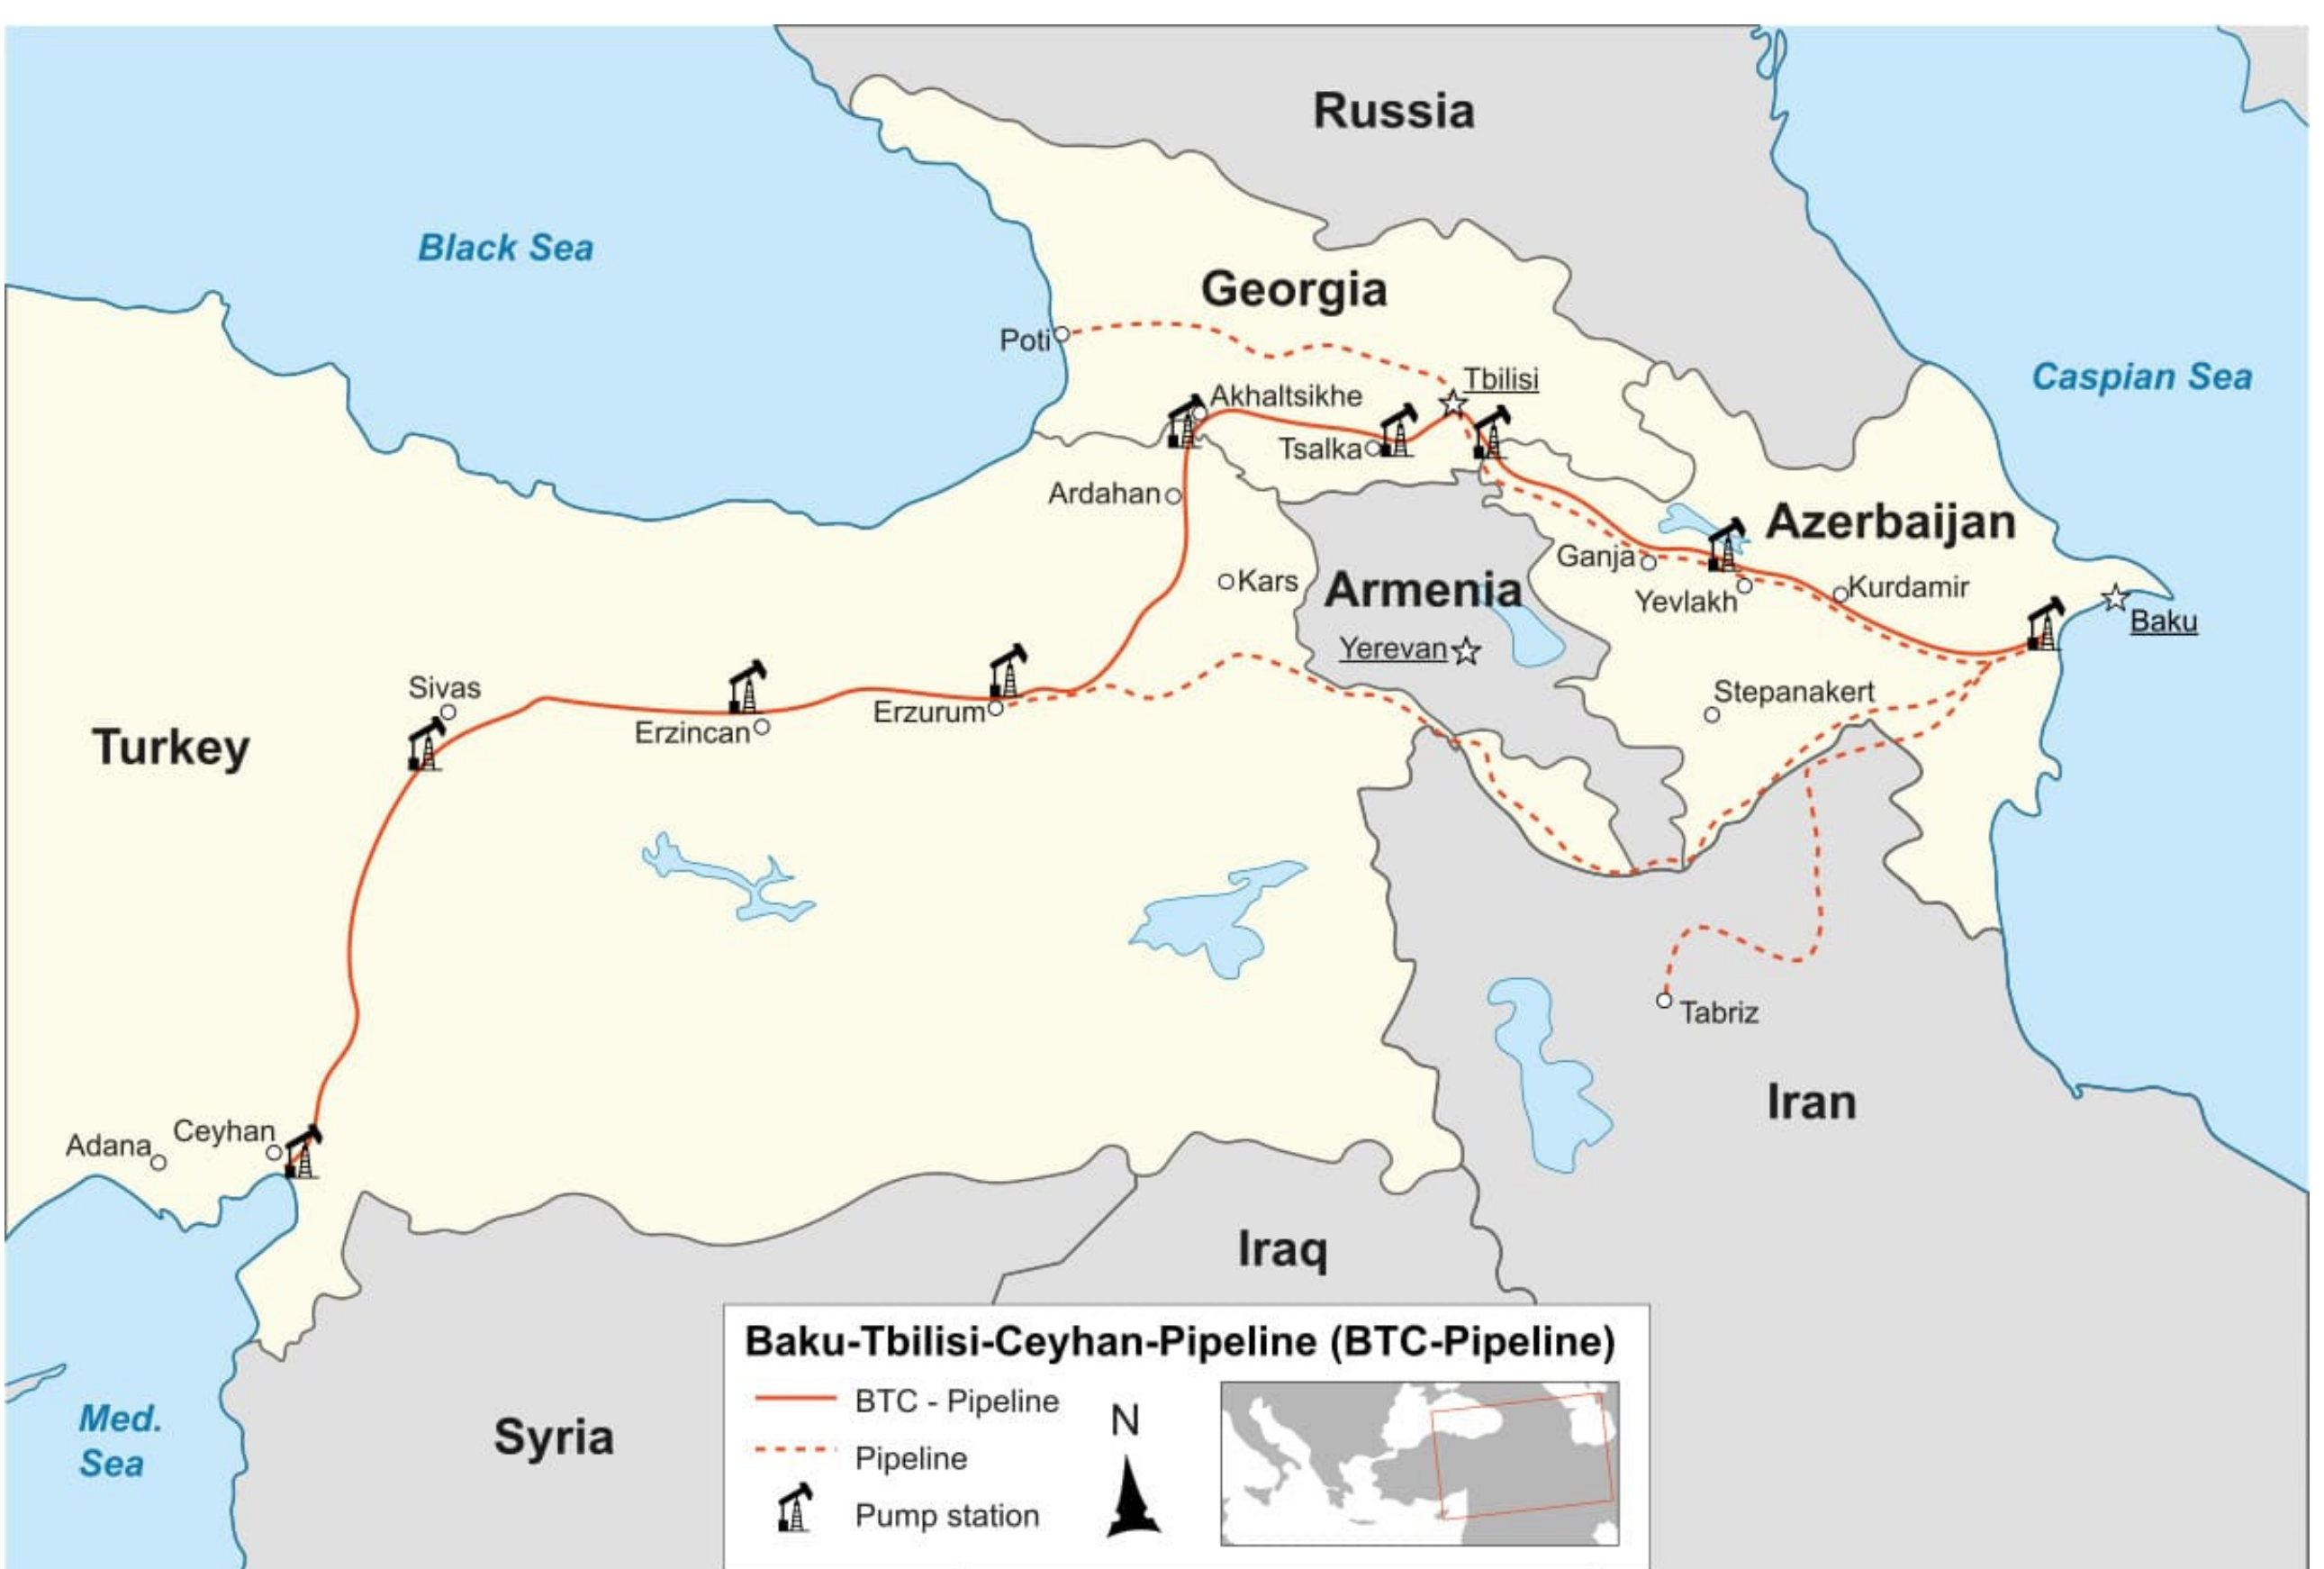 Russia
Black Sea
Georgia
Poti
Tbilisi
Caspian Sea
Akhaltsikhe
Tsalka
Ardahan
Azerbaijan
Ganja
Kars
Armenia
Yevlakh
Kurdamir
Baku
Yerevan
Sivas
Stepanakert
Erzincan
Erzurum
Turkey
Tabriz
Iran
Adana
Ceyhan
Iraq
Syria
Med.
Sea
Baku-Tbilisi-Ceyhan-Pipeline (BTC-Pipeline)
BTC - Pipeline
Pipeline
Pump station
N